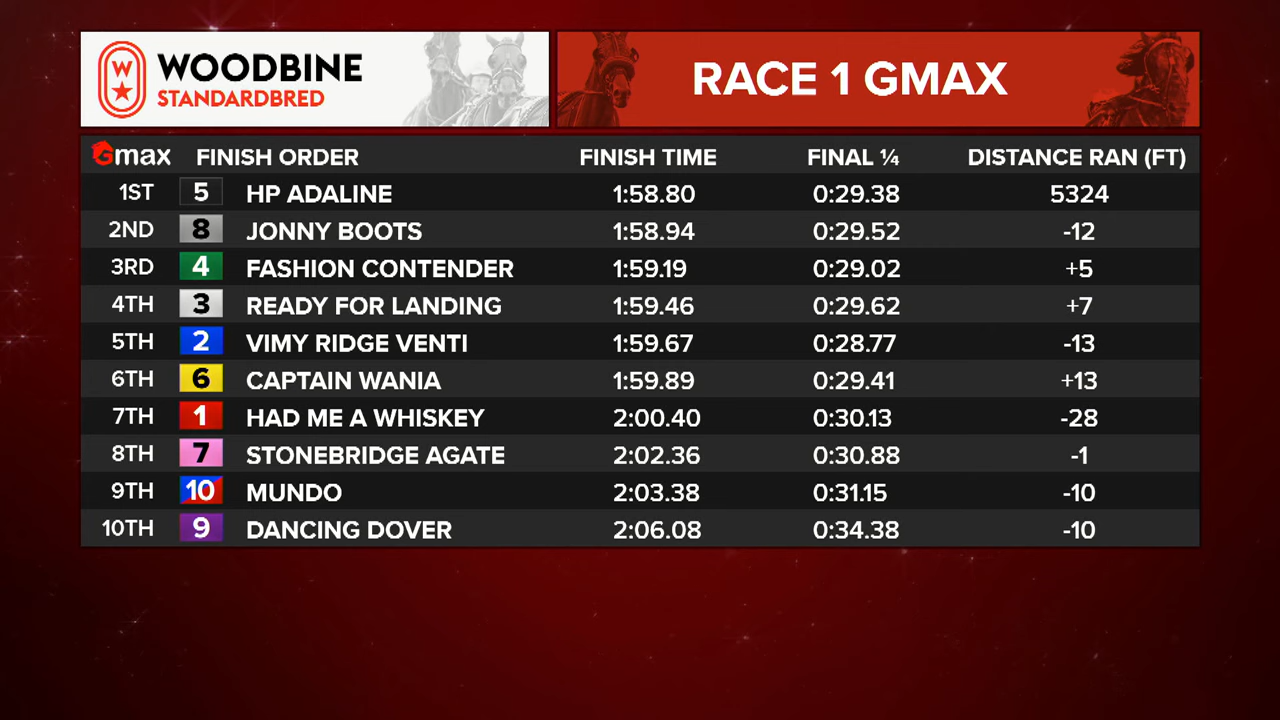 W
WOODBINE
STANDARDBRED
RACE 1 GMAX
Gmax FINISH ORDER FINISH TIME FINAL ¼ DISTANCE RAN (FT)
1ST 5 HP ADALINE 1:58.80 0:29.38 5324
2ND 8 JONNY BOOTS 1:58.94 0:29.52 -12
3RD 4 FASHION CONTENDER 1:59.19 0:29.02 +5
4TH 3 READY FOR LANDING 1:59.46 0:29.62 +7
5TH 2 VIMY RIDGE VENTI 1:59.67 0:28.77 -13
6TH 6 CAPTAIN WANIA 1:59.89 0:29.41 +13
7TH 1 HAD ME A WHISKEY 2:00.40 0:30.13 -28
8TH 7 STONEBRIDGE AGATE 2:02.36 0:30.88 -1
9TH 10 MUNDO 2:03.38 0:31.15 -10
10TH 9 DANCING DOVER 2:06.08 0:34.38 -10